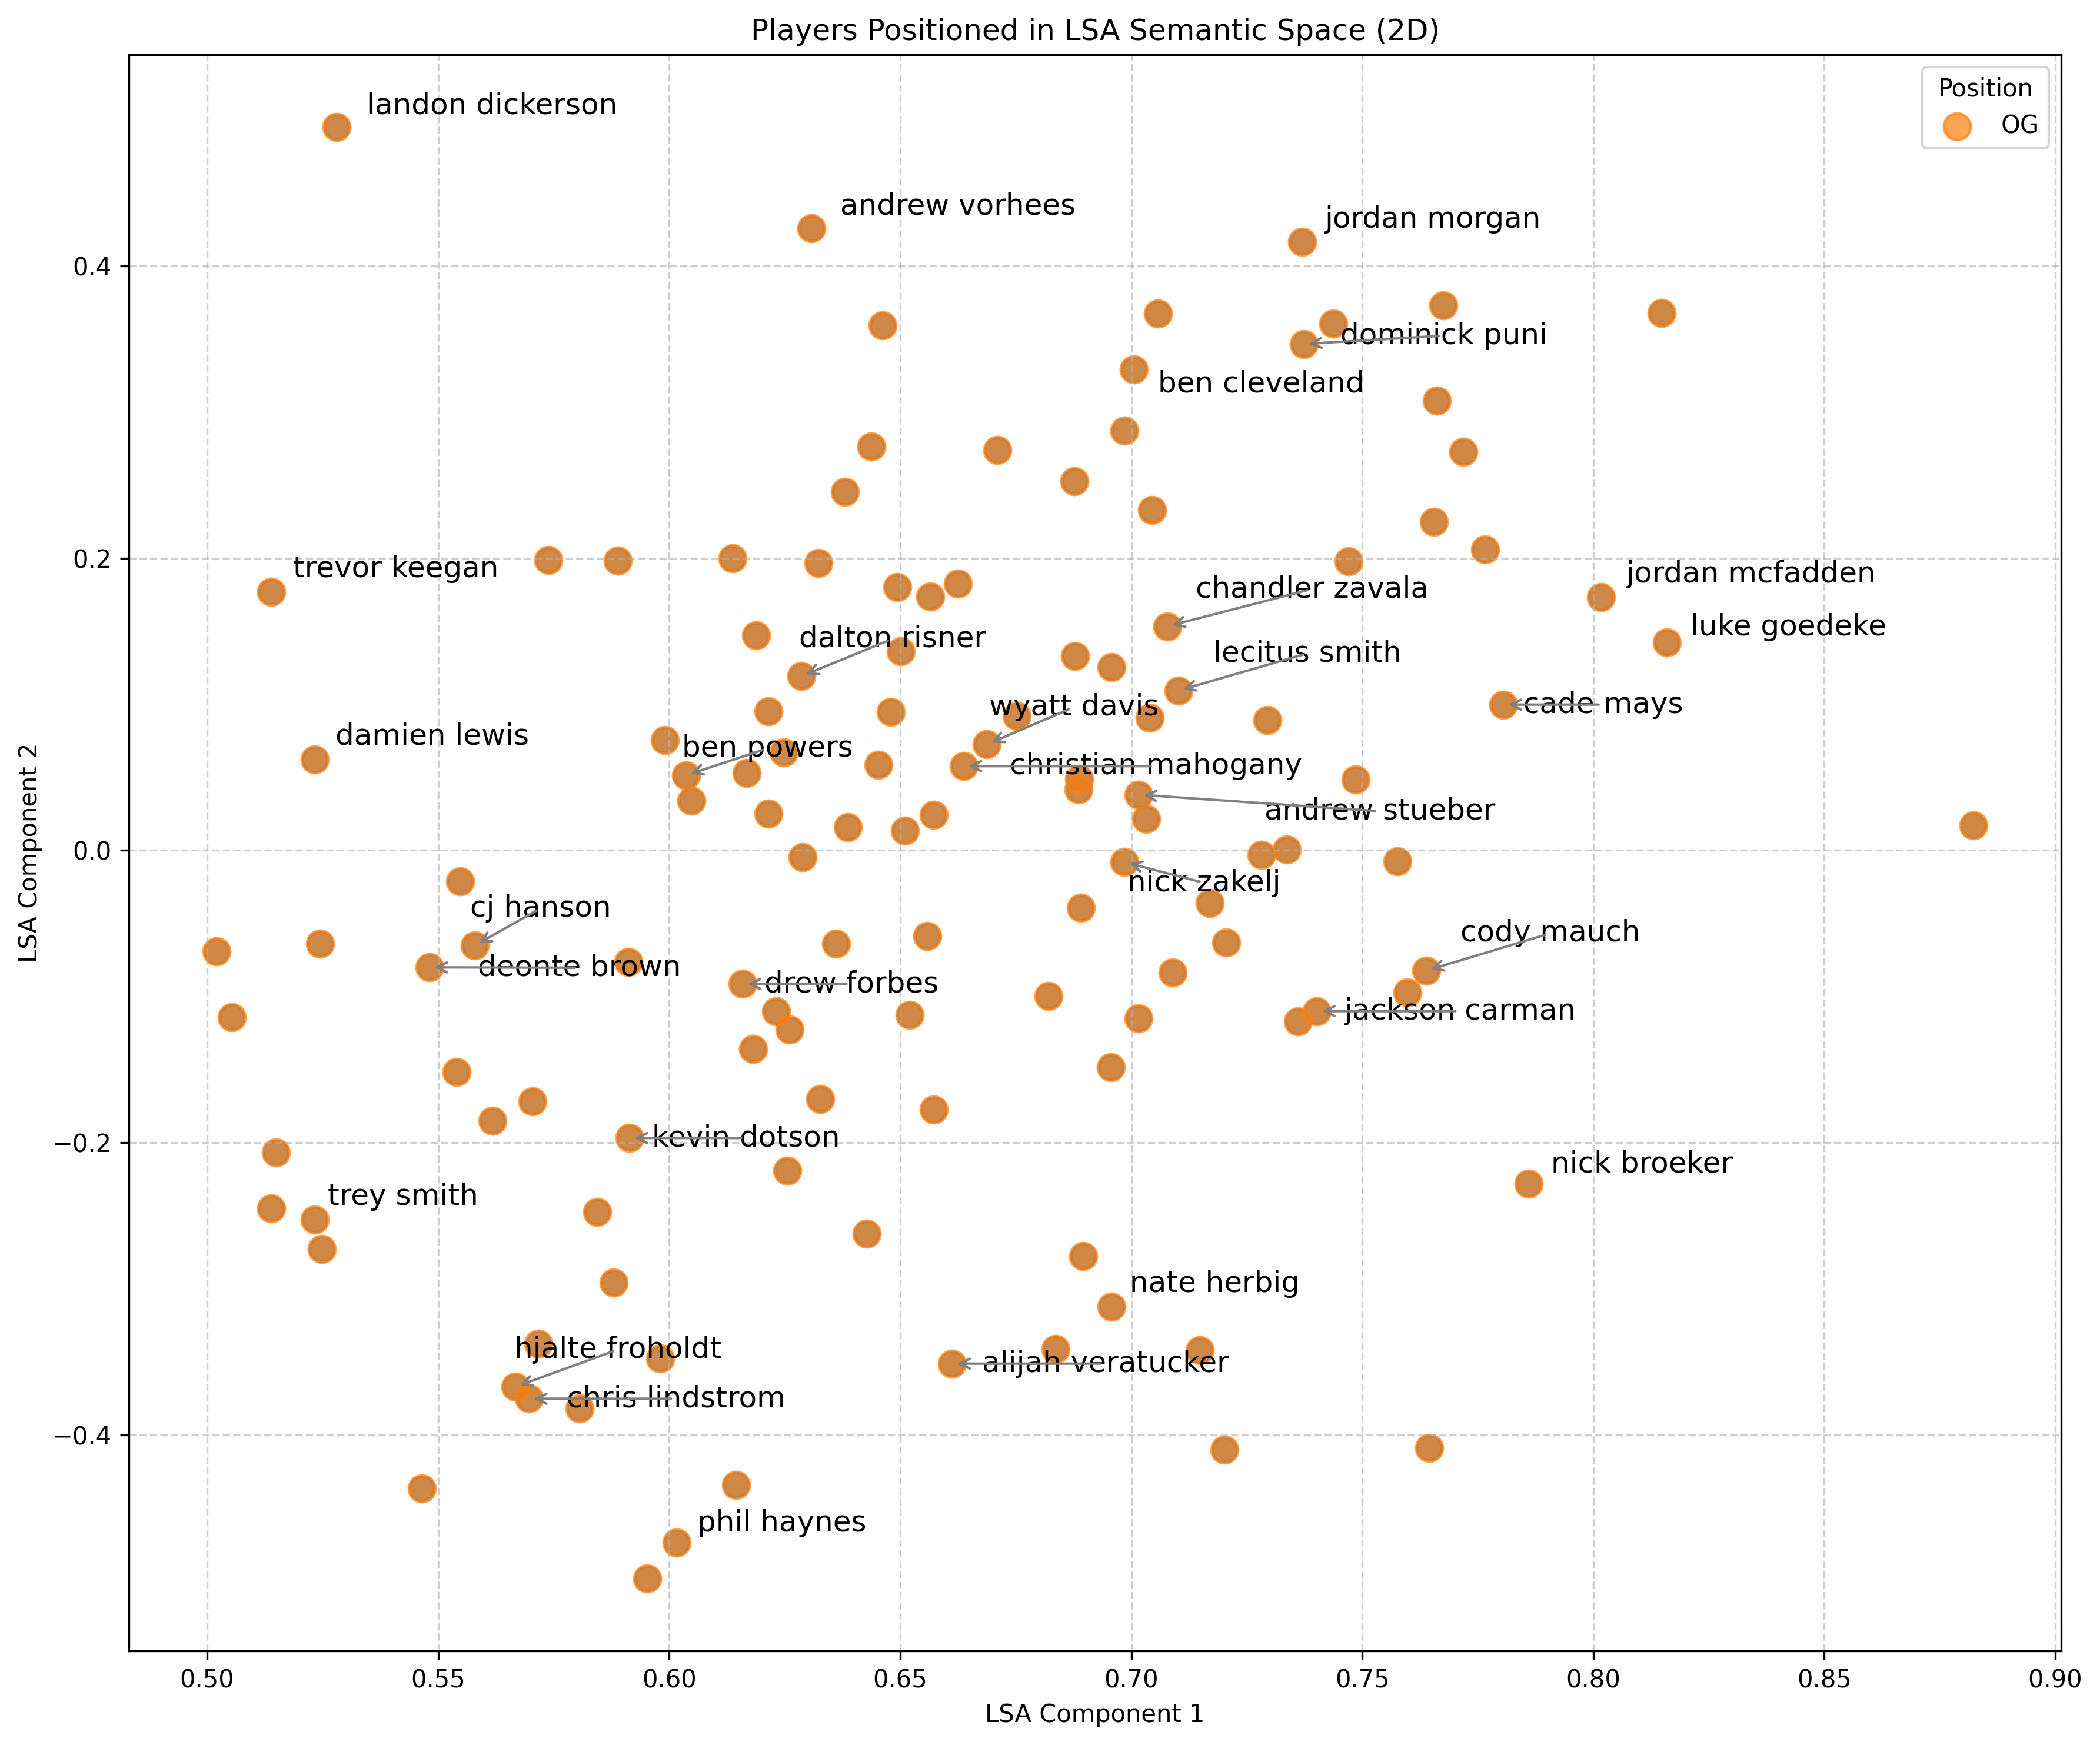 Players Positioned in LSA Semantic Space (2D)
Position
OG
landon dickerson
andrew vorhees
jordan morgan
dominick puni
ben cleveland
trevor keegan
jordan mcfadden
chandler zavala
luke goedeke
dalton risner
lecitus smith
cade mays
wyatt davis
damien lewis
ben powers
christian mahogany
andrew stueber
nick zakelj
cj hanson
cody mauch
deonte brown
drew forbes
jackson carman
kevin dotson
nick broeker
trey smith
nate herbig
hjalte froholdt
alijah veratucker
chris lindstrom
phil haynes
LSA Component 2
0.4
0.2
0.0
−0.2
−0.4
0.50 0.55 0.60 0.65 0.70 0.75 0.80 0.85 0.90
LSA Component 1